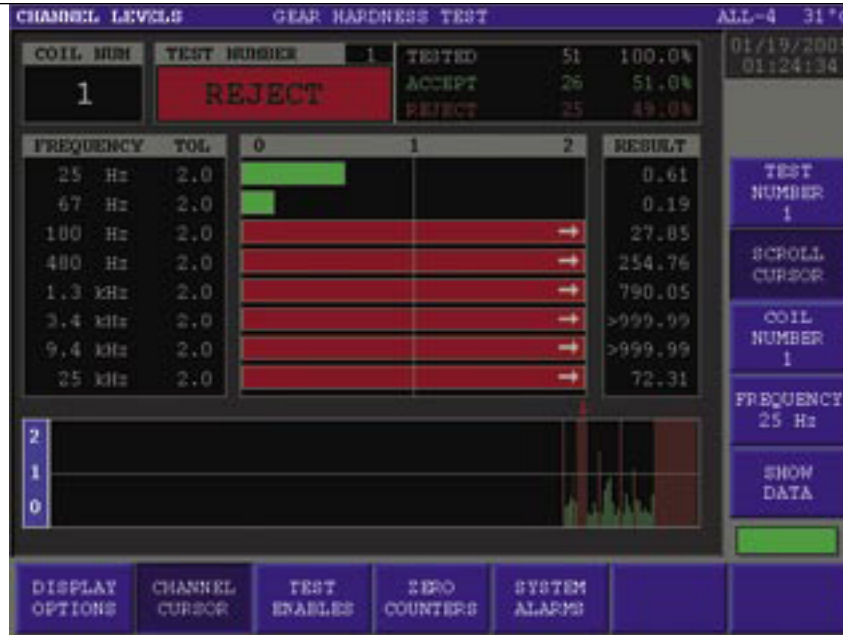 CHANNEL LEVELS GEAR HARDNESS TEST ALL-4 31°
01/19/200
01:24:34
COIL NUM TEST NUMBER 1
1 REJECT
TESTED 51 100.0%
ACCEPT 26 51.0%
REJECT 25 49.0%
FREQUENCY TOL 0 1 2 RESULT
25 Hz 2.0 0.61
67 Hz 2.0 0.19
180 Hz 2.0 → 27.85
480 Hz 2.0 → 254.76
1.3 kHz 2.0 → 790.05
3.4 kHz 2.0 → >999.99
9.4 kHz 2.0 → >999.99
25 kHz 2.0 → 72.31
2
1
0
TEST
NUMBER
1
SCROLL
CURSOR
COIL
NUMBER
1
FREQUENCY
25 Hz
SHOW
DATA
DISPLAY
OPTIONS
CHANNEL
CURSOR
TEST
ENABLES
ZERO
COUNTERS
SYSTEM
ALARMS